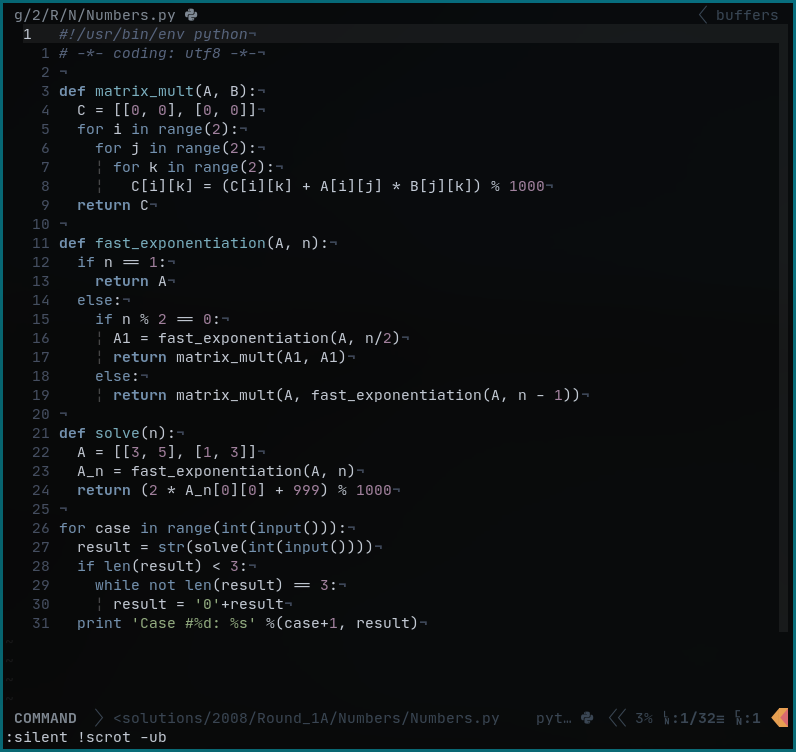 g/2/R/N/Numbers.py buffers
1 #!/usr/bin/env python¬
1 # -*- coding: utf8 -*-¬
2 ¬
3 def matrix_mult(A, B):¬
4   C = [[0, 0], [0, 0]]¬
5   for i in range(2):¬
6     for j in range(2):¬
7     ¦ for k in range(2):¬
8     ¦   C[i][k] = (C[i][k] + A[i][j] * B[j][k]) % 1000¬
9   return C¬
10 ¬
11 def fast_exponentiation(A, n):¬
12   if n == 1:¬
13     return A¬
14   else:¬
15     if n % 2 == 0:¬
16     ¦ A1 = fast_exponentiation(A, n/2)¬
17     ¦ return matrix_mult(A1, A1)¬
18     else:¬
19     ¦ return matrix_mult(A, fast_exponentiation(A, n - 1))¬
20 ¬
21 def solve(n):¬
22   A = [[3, 5], [1, 3]]¬
23   A_n = fast_exponentiation(A, n)¬
24   return (2 * A_n[0][0] + 999) % 1000¬
25 ¬
26 for case in range(int(input())):¬
27   result = str(solve(int(input())))¬
28   if len(result) < 3:¬
29     while not len(result) == 3:¬
30     ¦ result = '0'+result¬
31   print 'Case #%d: %s' %(case+1, result)¬
~
~
~
~
COMMAND <solutions/2008/Round_1A/Numbers/Numbers.py pyt… 3% LN:1/32≡ CN:1
:silent !scrot -ub